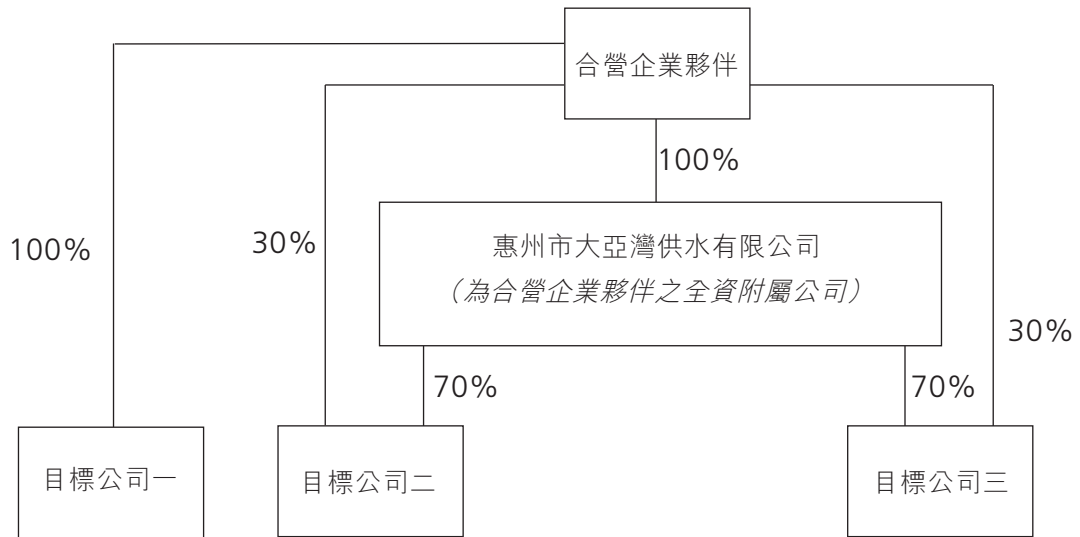 合營企業夥伴
100%
100%
30%
惠州市大亞灣供水有限公司
（為合營企業夥伴之全資附屬公司）
30%
70%
70%
目標公司一
目標公司二
目標公司三